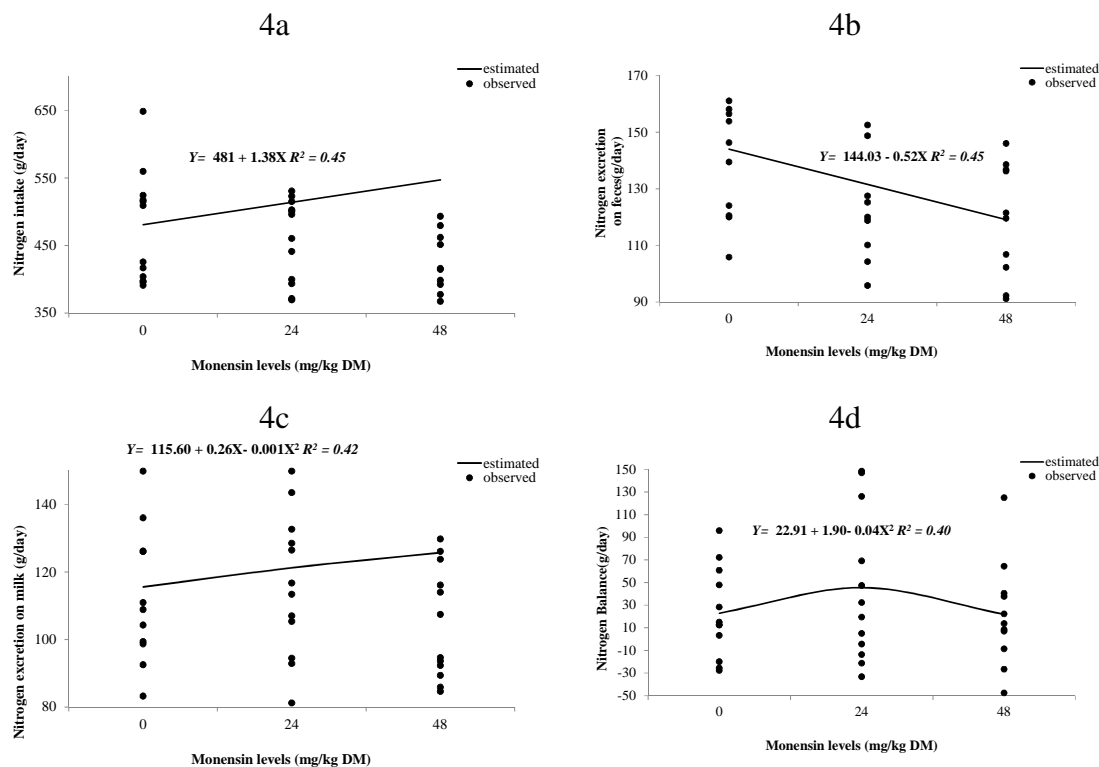 4a
estimated
observed
Nitrogen intake (g/day)
650
550
450
350
Y= 481 + 1.38X R² = 0.45
0 24 48
Monensin levels (mg/kg DM)
4b
estimated
observed
Nitrogen excretion
on feces(g/day)
170
150
130
110
90
Y= 144.03 - 0.52X R² = 0.45
0 24 48
Monensin levels (mg/kg DM)
4c
Y= 115.60 + 0.26X- 0.001X² R² = 0.42
estimated
observed
Nitrogen excretion on milk (g/day)
140
120
100
80
0 24 48
Monensin levels (mg/kg DM)
4d
estimated
observed
Nitrogen Balance(g/day)
150
130
110
90
70
50
30
10
-10
-30
-50
Y= 22.91 + 1.90- 0.04X² R² = 0.40
0 24 48
Monensin levels (mg/kg DM)